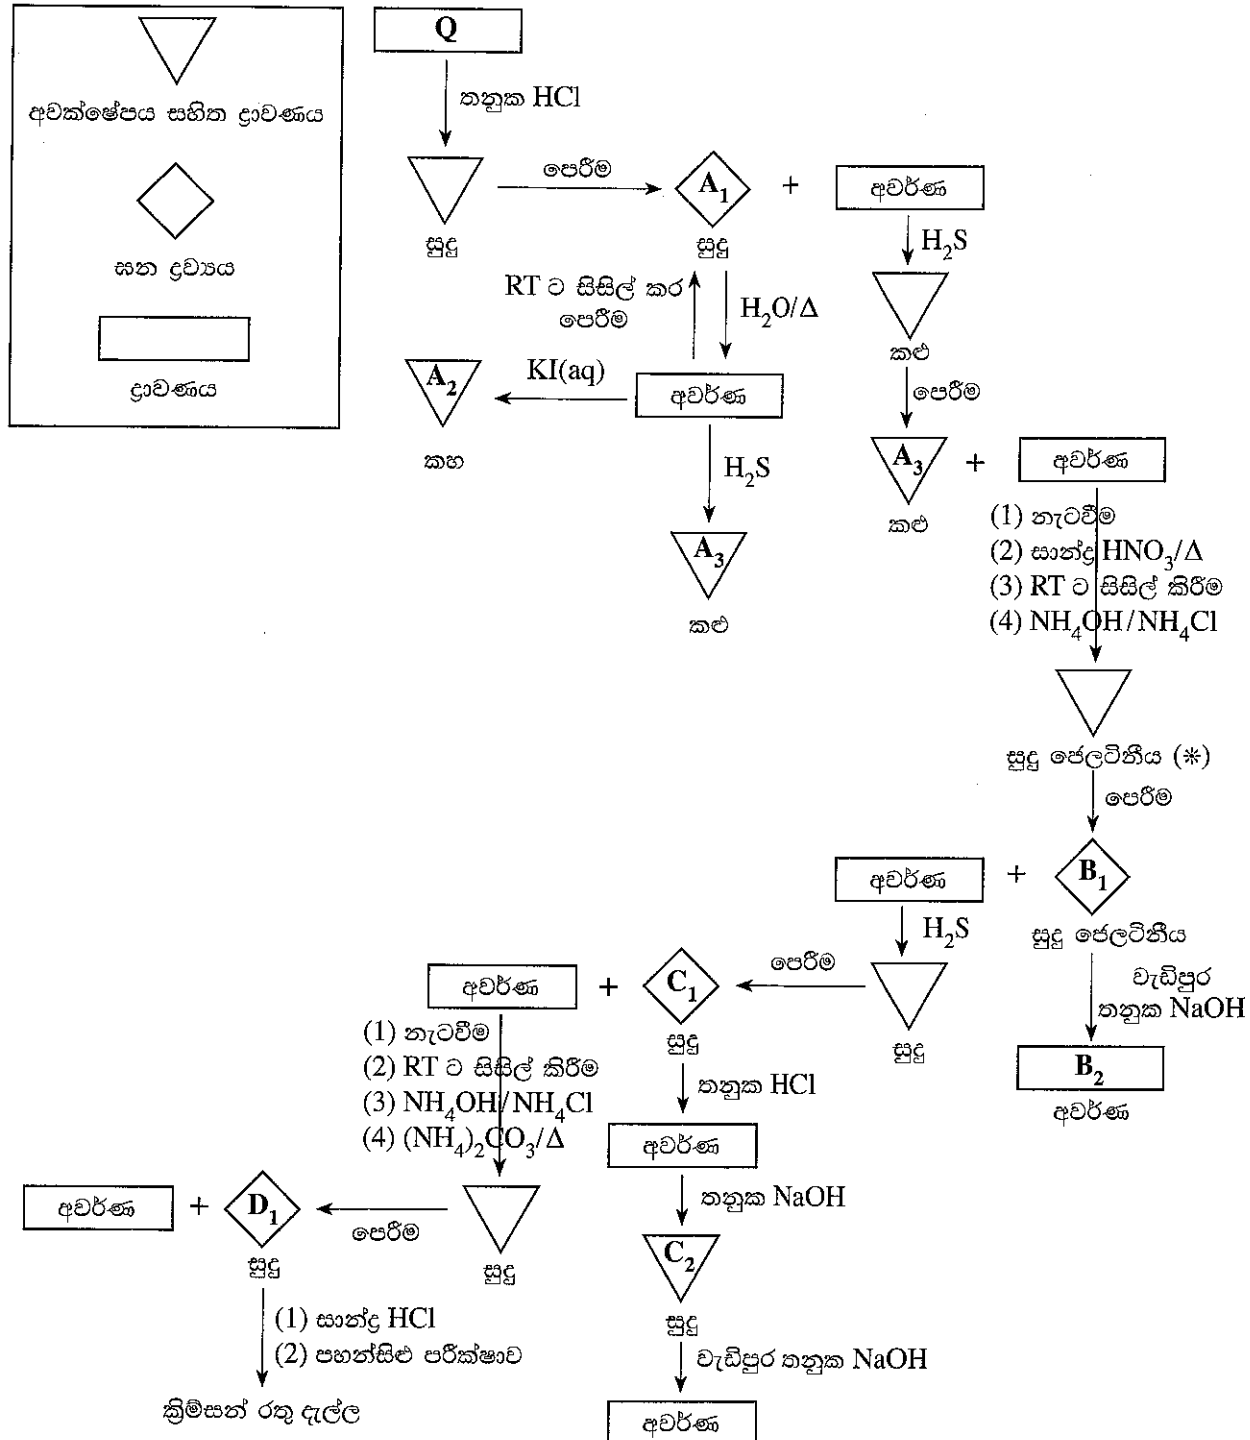 අවක්ෂේපය සහිත ද්‍රාවණය
ඝන ද්‍රව්‍යය
ද්‍රාවණය
Q
තනුක HCl
සුදු
පෙරීම
A₁
සුදු
+
අවර්ණ
H₂S
කළු
පෙරීම
RT ට සිසිල් කර
පෙරීම
H₂O/Δ
අවර්ණ
KI(aq)
A₂
කහ
H₂S
A₃
කළු
A₃
කළු
+
අවර්ණ
(1) නැටවීම
(2) සාන්ද්‍ර HNO₃/Δ
(3) RT ට සිසිල් කිරීම
(4) NH₄OH/NH₄Cl
සුදු ජෙලටිනීය (*)
පෙරීම
අවර්ණ
+
B₁
සුදු ජෙලටිනීය
වැඩිපුර
තනුක NaOH
B₂
අවර්ණ
H₂S
සුදු
පෙරීම
C₁
සුදු
+
අවර්ණ
(1) නැටවීම
(2) RT ට සිසිල් කිරීම
(3) NH₄OH/NH₄Cl
(4) (NH₄)₂CO₃/Δ
සුදු
පෙරීම
D₁
සුදු
+
අවර්ණ
(1) සාන්ද්‍ර HCl
(2) පහන්සිළු පරීක්ෂාව
ක්‍රිම්සන් රතු දැල්ල
තනුක HCl
අවර්ණ
තනුක NaOH
C₂
සුදු
වැඩිපුර තනුක NaOH
අවර්ණ